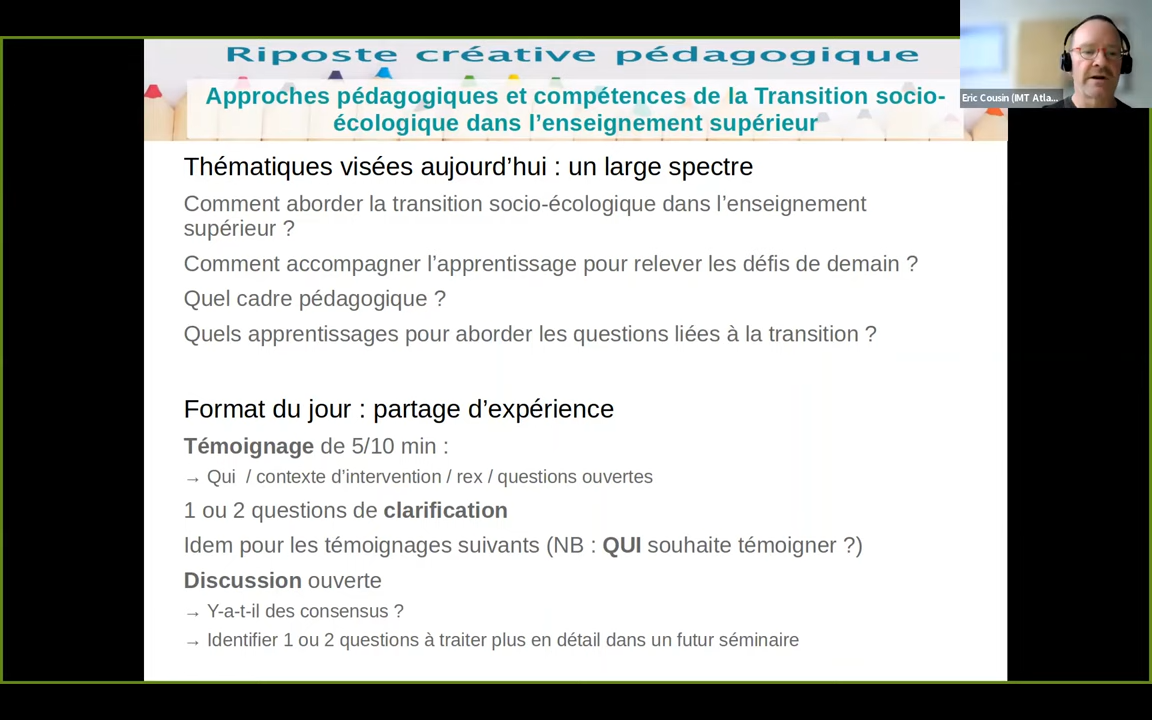 Riposte créative pédagogique
Approches pédagogiques et compétences de la Transition socio-
écologique dans l’enseignement supérieur
Eric Cousin (IMT Atla...
Thématiques visées aujourd’hui : un large spectre
Comment aborder la transition socio-écologique dans l’enseignement
supérieur ?
Comment accompagner l’apprentissage pour relever les défis de demain ?
Quel cadre pédagogique ?
Quels apprentissages pour aborder les questions liées à la transition ?
Format du jour : partage d’expérience
Témoignage de 5/10 min :
→ Qui / contexte d’intervention / rex / questions ouvertes
1 ou 2 questions de clarification
Idem pour les témoignages suivants (NB : QUI souhaite témoigner ?)
Discussion ouverte
→ Y-a-t-il des consensus ?
→ Identifier 1 ou 2 questions à traiter plus en détail dans un futur séminaire